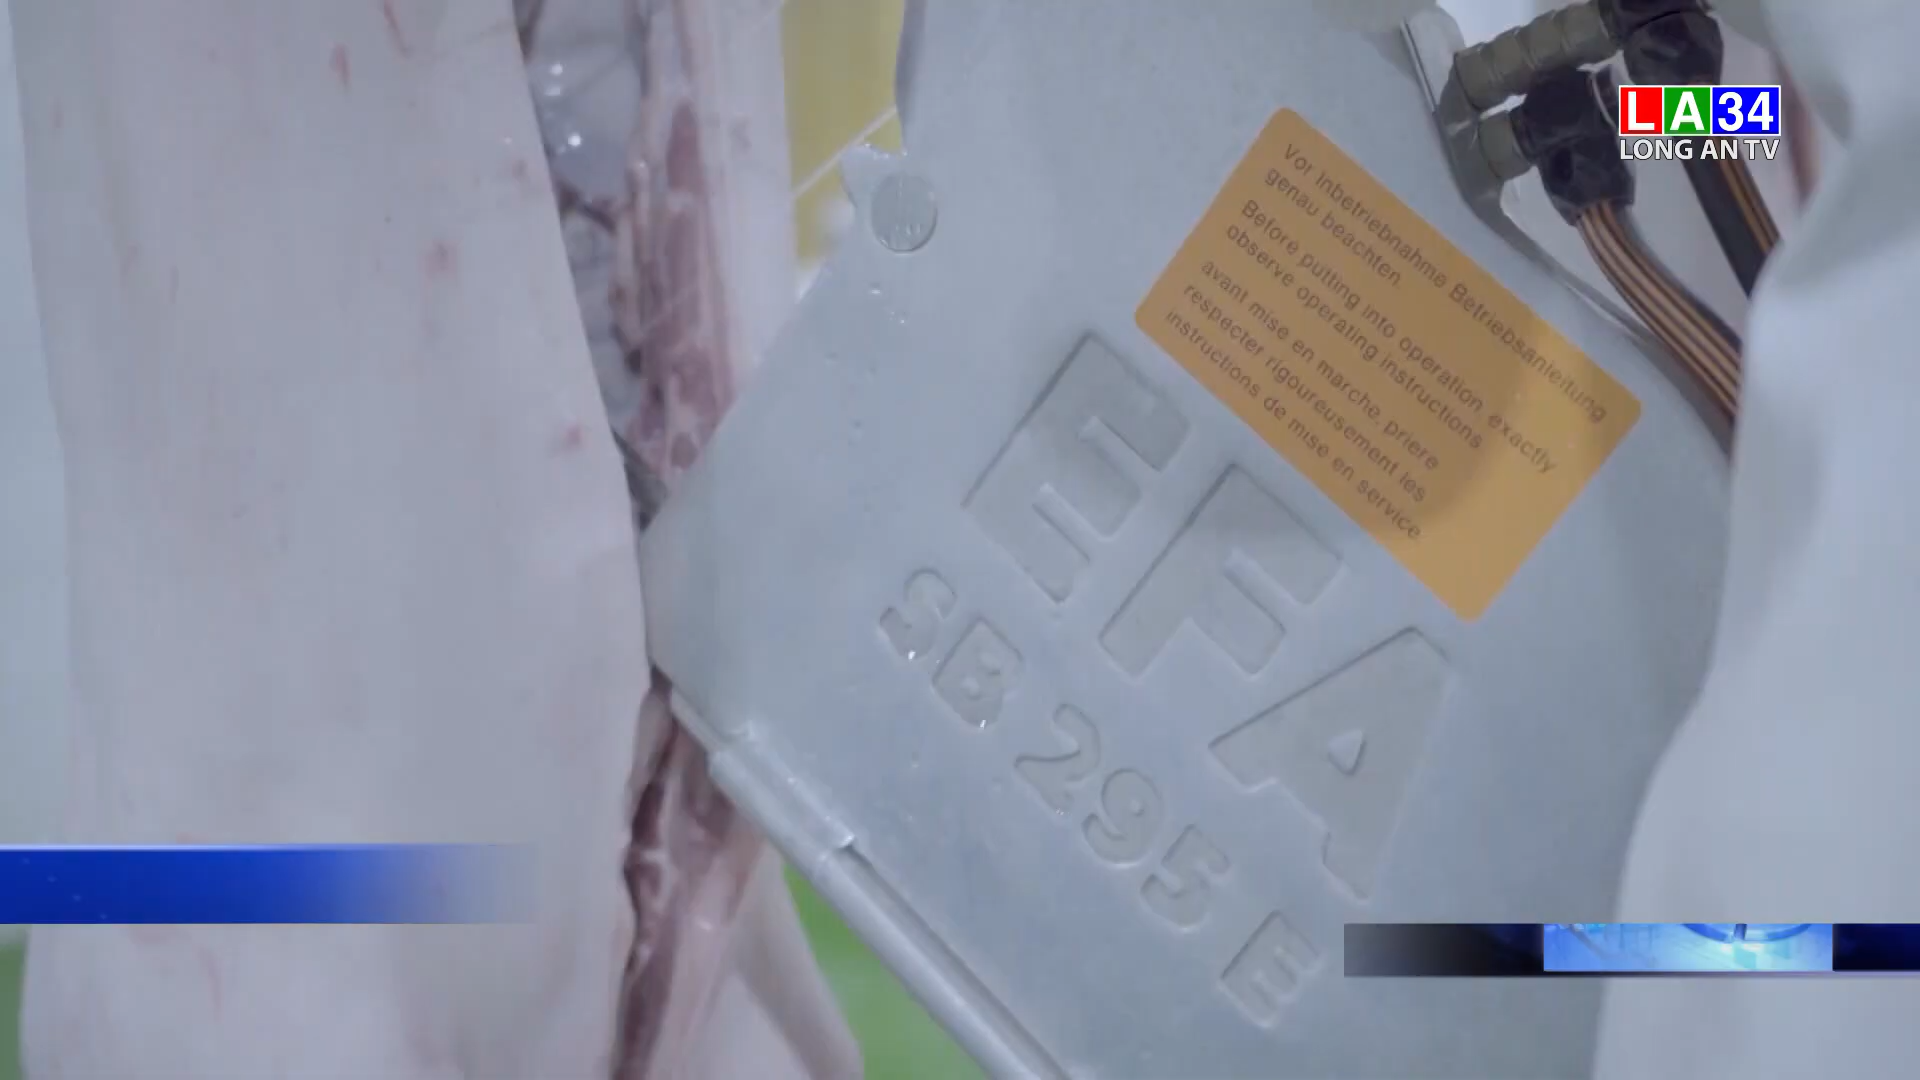 LA34
LONG AN TV
Vor Inbetriebnahme Betriebsanleitung
genau beachten
Before putting into operation exactly
observe operating instructions
avant mise en marche, priere
respecter rigoureusement les
instructions de mise en service.
EFA
SB 295 E